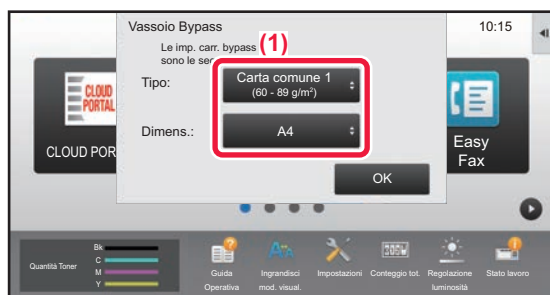 Vassoio Bypass
10:15
Le imp. carr. bypass
(1)
sono le sec
Tipo:
Carta comune 1
(60 - 89 g/m²)
Dimens.:
A4
OK
CLOUD PORTAL
CLOUD POR
Easy
Fax
Quantità Toner
Bk
C
M
Y
Guida
Operativa
Ingrandisci
mod. visual.
Impostazioni
Conteggio tot.
Regolazione
luminosità
Stato lavoro